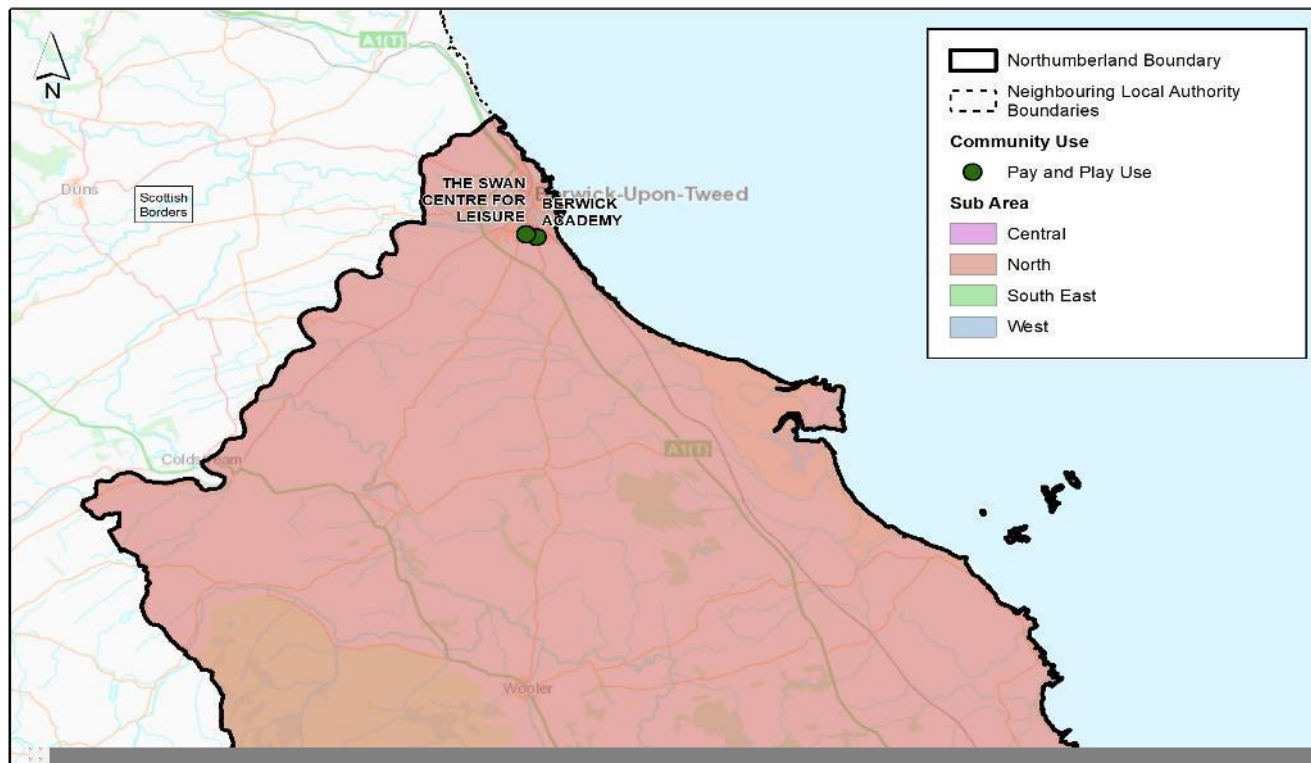 A1(T)
N
Northumberland Boundary
Neighbouring Local Authority
Boundaries
Community Use
Pay and Play Use
Sub Area
Central
North
South East
West
Duns
Scottish
Borders
THE SWAN
CENTRE FOR
LEISURE
Berwick-Upon-Tweed
BERWICK
ACADEMY
Coldstream
A1(T)
Wooler